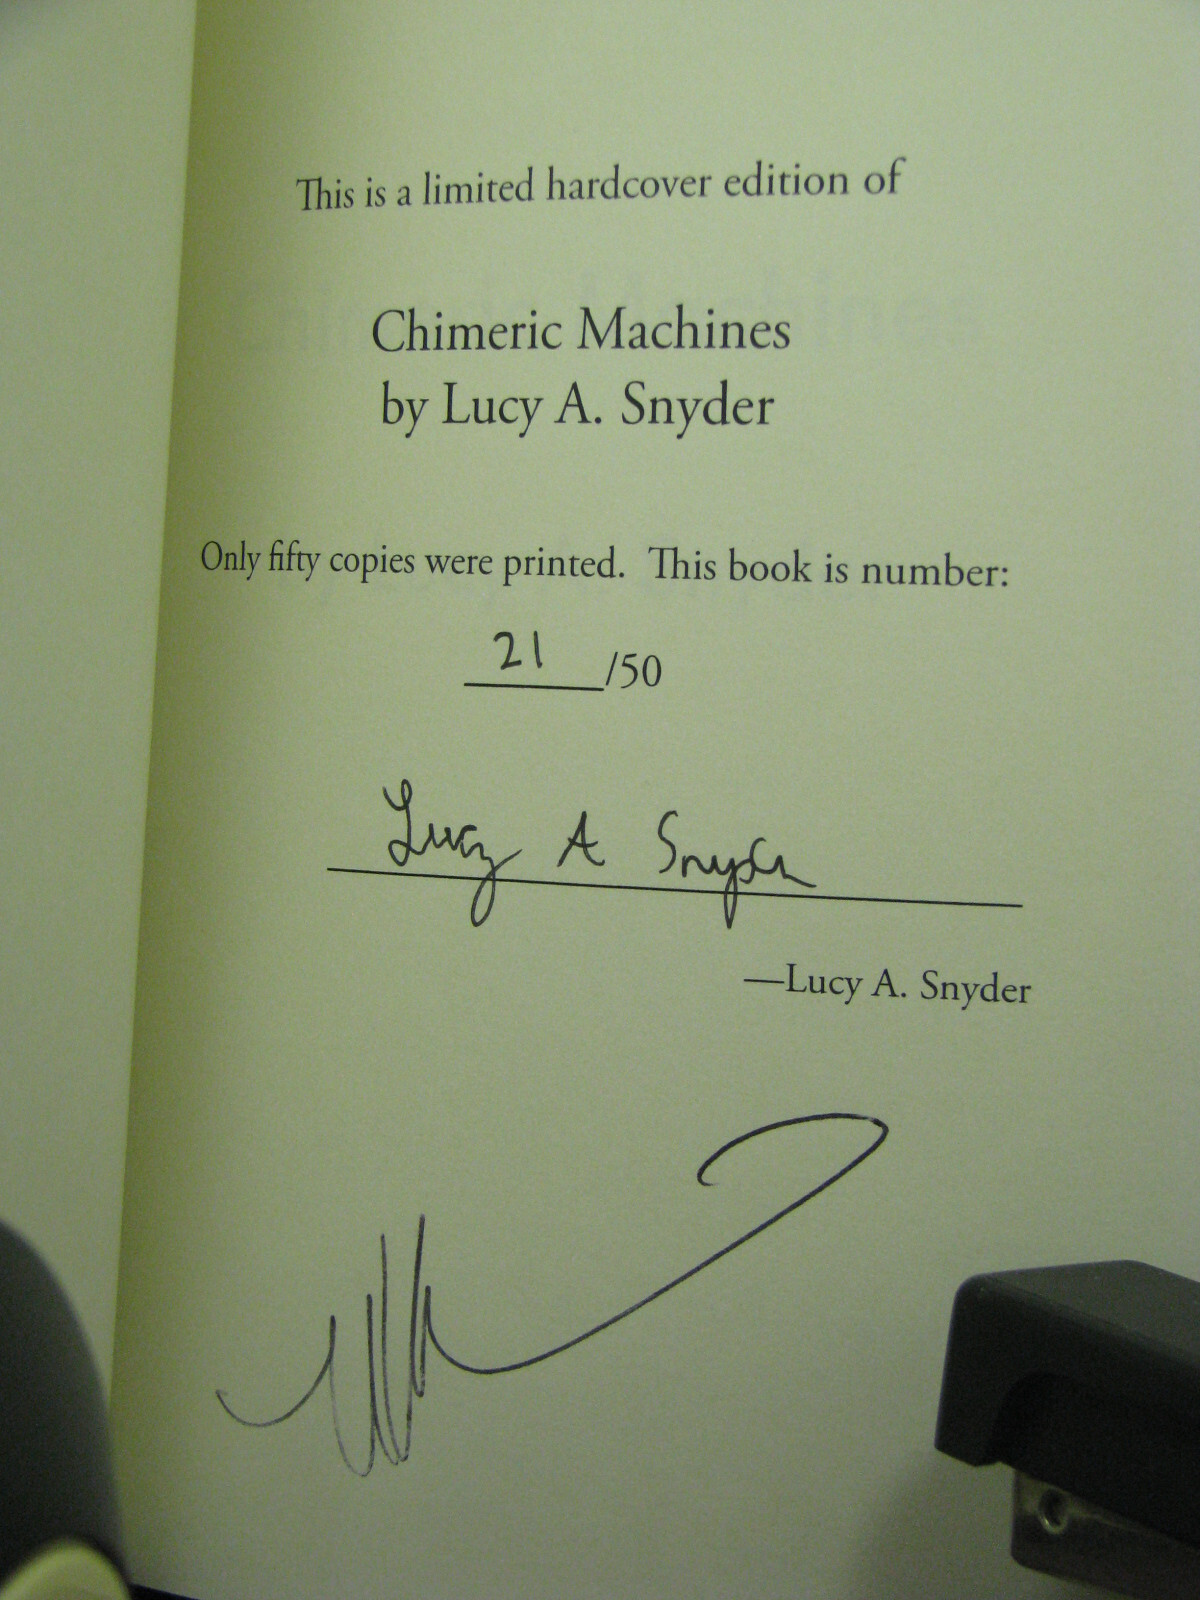 This is a limited hardcover edition of
Chimeric Machines
by Lucy A. Snyder
Only fifty copies were printed. This book is number:
21 /50
Lucy A Snyder
—Lucy A. Snyder